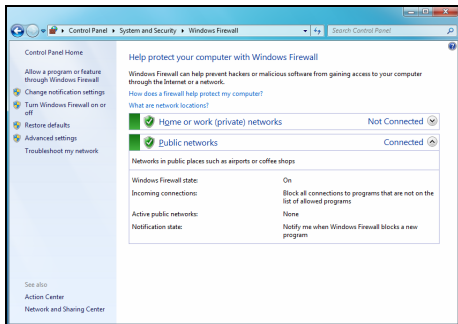 Control Panel ▸ System and Security ▸ Windows Firewall
Search Control Panel
Control Panel Home
Allow a program or feature
through Windows Firewall
Change notification settings
Turn Windows Firewall on or
off
Restore defaults
Advanced settings
Troubleshoot my network
See also
Action Center
Network and Sharing Center
Help protect your computer with Windows Firewall
Windows Firewall can help prevent hackers or malicious software from gaining access to your computer
through the Internet or a network.
How does a firewall help protect my computer?
What are network locations?
Home or work (private) networks Not Connected
Public networks Connected
Networks in public places such as airports or coffee shops
Windows Firewall state: On
Incoming connections: Block all connections to programs that are not on the
list of allowed programs
Active public networks: None
Notification state: Notify me when Windows Firewall blocks a new
program